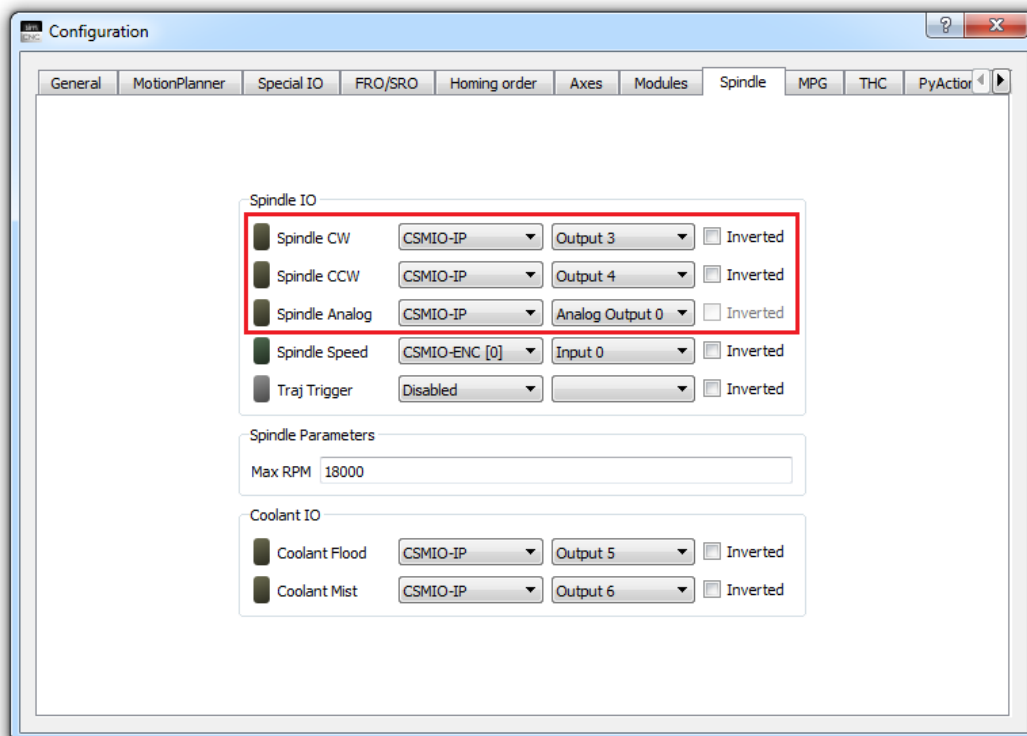 sim CNC Configuration ?
General MotionPlanner Special IO FRO/SRO Homing order Axes Modules Spindle MPG THC PyAction
Spindle IO
Spindle CW CSMIO-IP Output 3 Inverted
Spindle CCW CSMIO-IP Output 4 Inverted
Spindle Analog CSMIO-IP Analog Output 0 Inverted
Spindle Speed CSMIO-ENC [0] Input 0 Inverted
Traj Trigger Disabled Inverted
Spindle Parameters
Max RPM 18000
Coolant IO
Coolant Flood CSMIO-IP Output 5 Inverted
Coolant Mist CSMIO-IP Output 6 Inverted